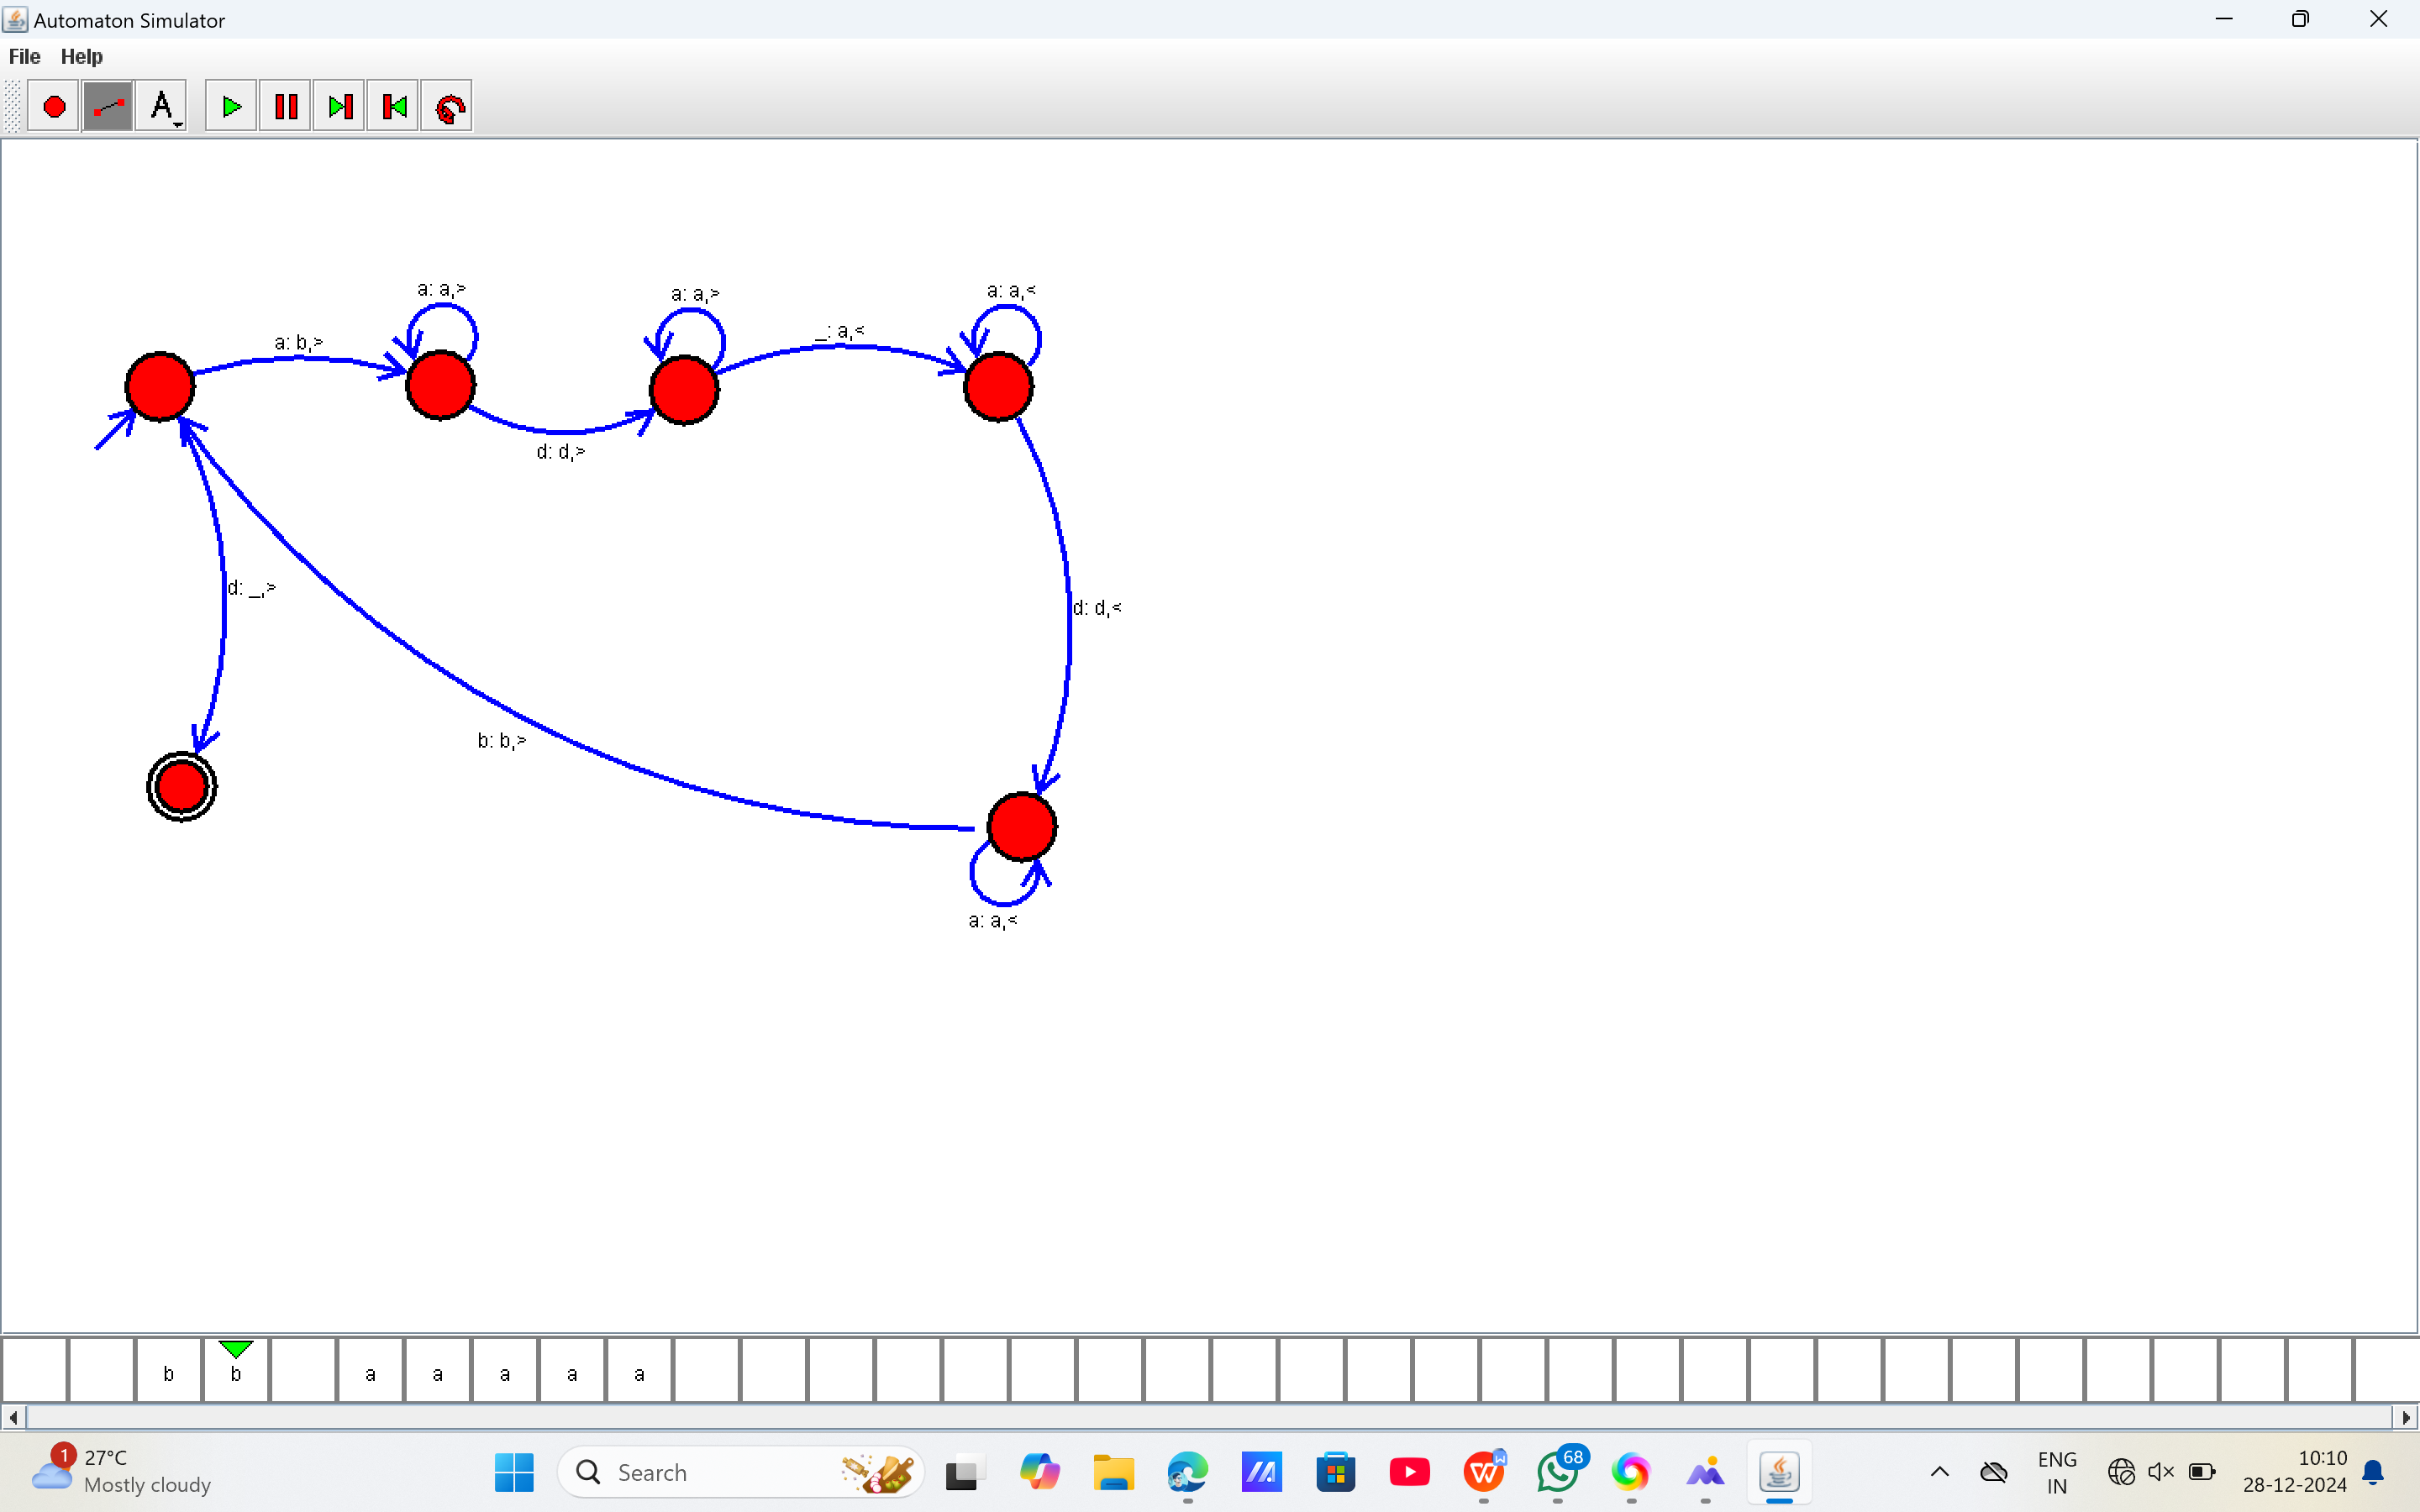 Automaton Simulator
File Help
A
a: a,>
a: a,>
a: a,<
a: b,>
_: a,<
d: d,>
d: _,>
d: d,<
b: b,>
a: a,<
b b a a a a a
1 27°C
Mostly cloudy
Search
68
ENG
IN
10:10
28-12-2024